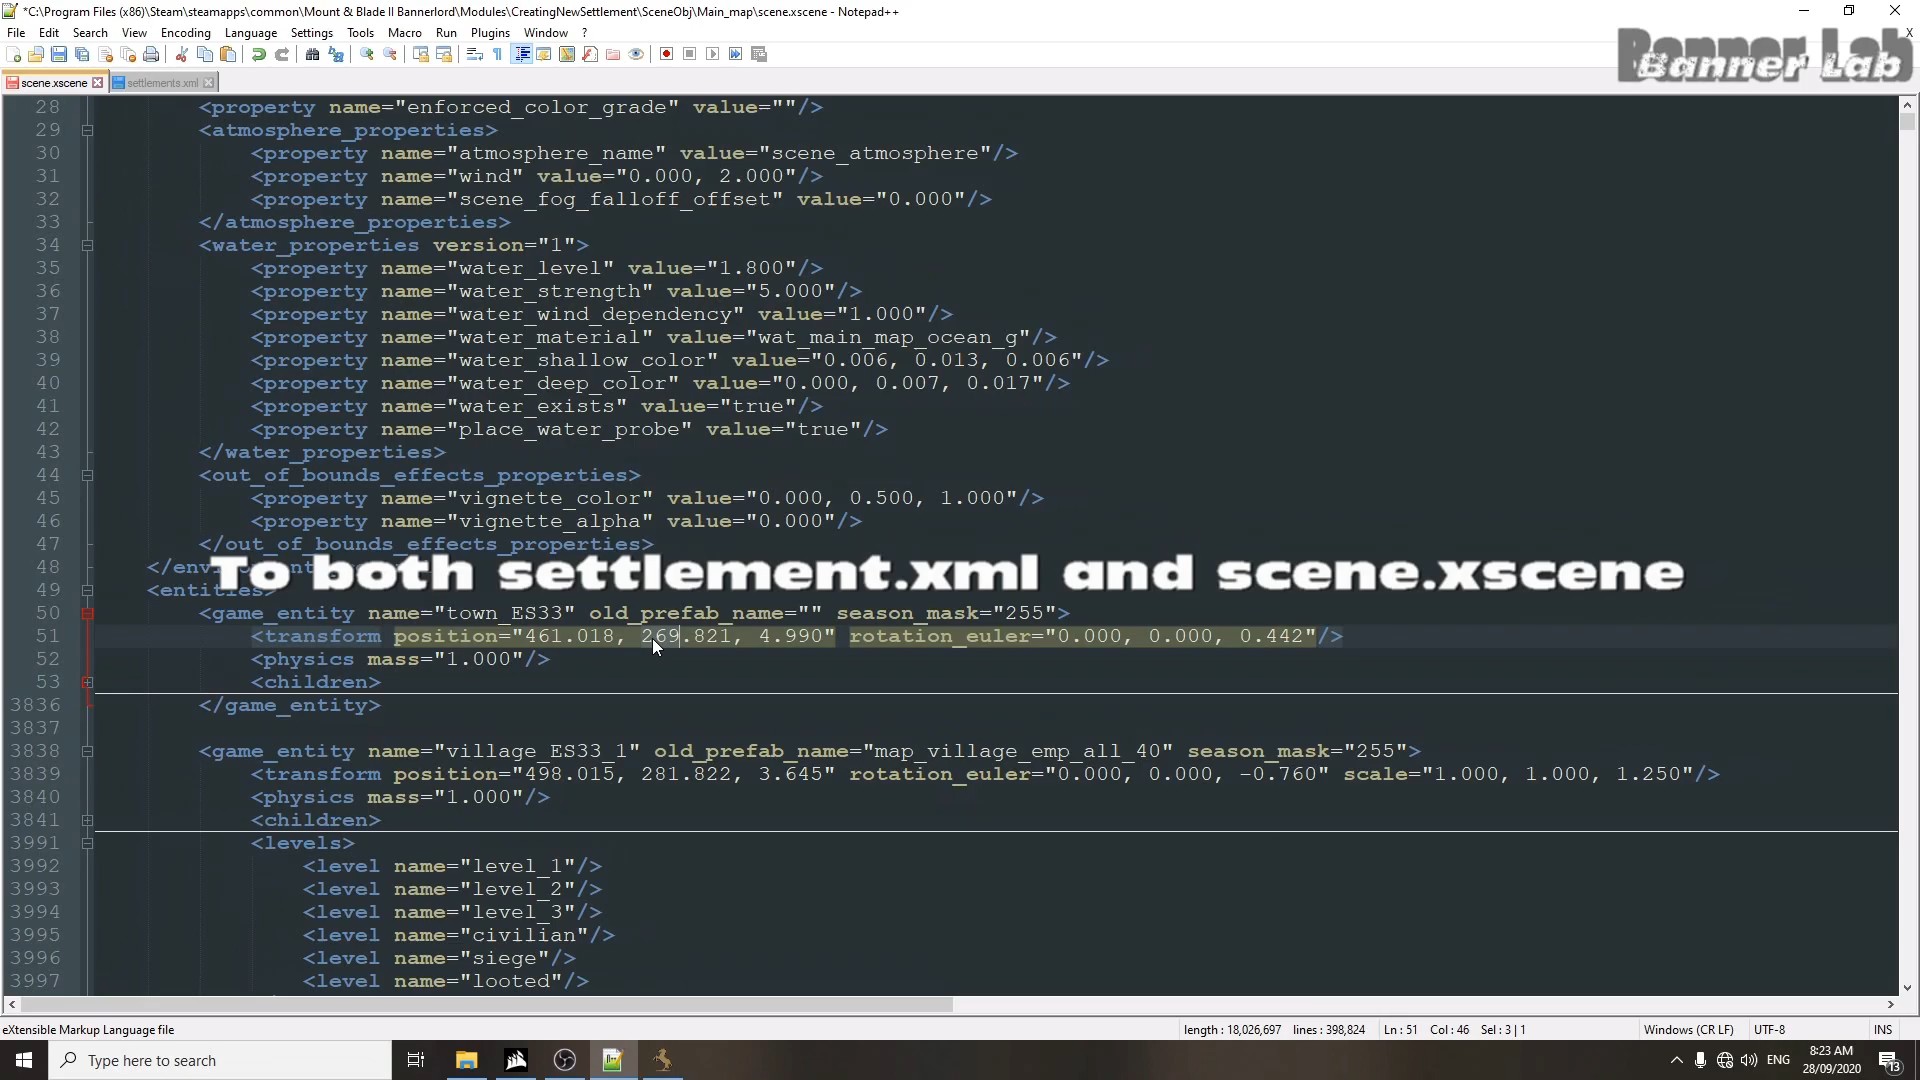 *C:\Program Files (x86)\Steam\steamapps\common\Mount & Blade II Bannerlord\Modules\CreatingNewSettlement\SceneObj\Main_map\scene.xscene - Notepad++
File Edit Search View Encoding Language Settings Tools Macro Run Plugins Window ? X
Banner Lab
scene.xscene settlements.xml
28 <property name="enforced_color_grade" value=""/>
29 <atmosphere_properties>
30 <property name="atmosphere_name" value="scene_atmosphere"/>
31 <property name="wind" value="0.000, 2.000"/>
32 <property name="scene_fog_falloff_offset" value="0.000"/>
33 </atmosphere_properties>
34 <water_properties version="1">
35 <property name="water_level" value="1.800"/>
36 <property name="water_strength" value="5.000"/>
37 <property name="water_wind_dependency" value="1.000"/>
38 <property name="water_material" value="wat_main_map_ocean_g"/>
39 <property name="water_shallow_color" value="0.006, 0.013, 0.006"/>
40 <property name="water_deep_color" value="0.000, 0.007, 0.017"/>
41 <property name="water_exists" value="true"/>
42 <property name="place_water_probe" value="true"/>
43 </water_properties>
44 <out_of_bounds_effects_properties>
45 <property name="vignette_color" value="0.000, 0.500, 1.000"/>
46 <property name="vignette_alpha" value="0.000"/>
47 </out_of_bounds_effects_properties>
48
To both settlement.xml and scene.xscene
49 <entities>
50 <game_entity name="town_ES33" old_prefab_name="" season_mask="255">
51 <transform position="461.018, 269.821, 4.990" rotation_euler="0.000, 0.000, 0.442"/>
52 <physics mass="1.000"/>
53 <children>
3836 </game_entity>
3837
3838 <game_entity name="village_ES33_1" old_prefab_name="map_village_emp_all_40" season_mask="255">
3839 <transform position="498.015, 281.822, 3.645" rotation_euler="0.000, 0.000, -0.760" scale="1.000, 1.000, 1.250"/>
3840 <physics mass="1.000"/>
3841 <children>
3991 <levels>
3992 <level name="level_1"/>
3993 <level name="level_2"/>
3994 <level name="level_3"/>
3995 <level name="civilian"/>
3996 <level name="siege"/>
3997 <level name="looted"/>
eXtensible Markup Language file length : 18,026,697 lines : 398,824 Ln : 51 Col : 46 Sel : 3 | 1 Windows (CR LF) UTF-8 INS
Type here to search ENG 8:23 AM
28/09/2020 13